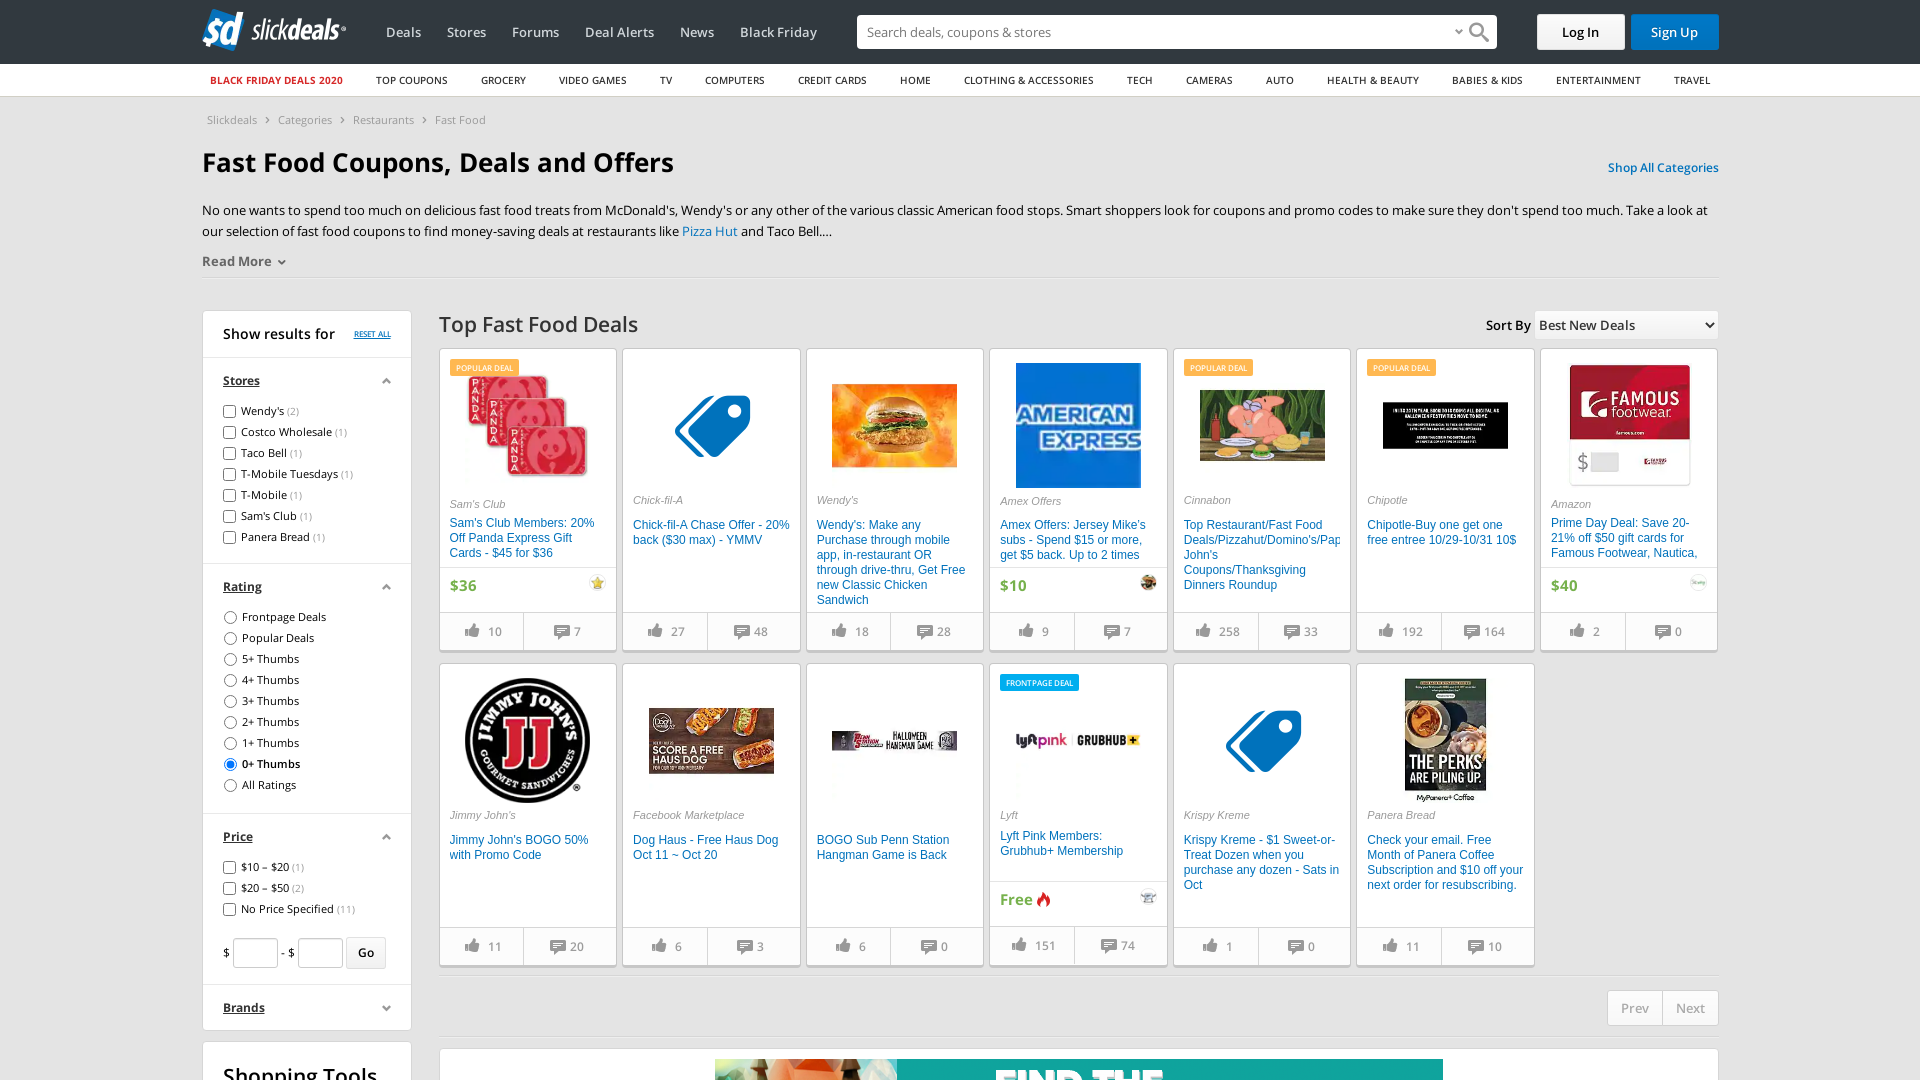 sd slickdeals
Deals
Stores
Forums
Deal Alerts
News
Black Friday
Search deals, coupons & stores
Log In
Sign Up
BLACK FRIDAY DEALS 2020
TOP COUPONS
GROCERY
VIDEO GAMES
TV
COMPUTERS
CREDIT CARDS
HOME
CLOTHING & ACCESSORIES
TECH
CAMERAS
AUTO
HEALTH & BEAUTY
BABIES & KIDS
ENTERTAINMENT
TRAVEL
Slickdeals > Categories > Restaurants > Fast Food
Fast Food Coupons, Deals and Offers
Shop All Categories
No one wants to spend too much on delicious fast food treats from McDonald's, Wendy's or any other of the various classic American food stops. Smart shoppers look for coupons and promo codes to make sure they don't spend too much. Take a look at
our selection of fast food coupons to find money-saving deals at restaurants like Pizza Hut and Taco Bell....
Read More
Show results for
RESET ALL
Stores
Wendy's (2)
Costco Wholesale (1)
Taco Bell (1)
T-Mobile Tuesdays (1)
T-Mobile (1)
Sam's Club (1)
Panera Bread (1)
Rating
Frontpage Deals
Popular Deals
5+ Thumbs
4+ Thumbs
3+ Thumbs
2+ Thumbs
1+ Thumbs
0+ Thumbs
All Ratings
Price
$10 – $20 (1)
$20 – $50 (2)
No Price Specified (11)
$ - $ Go
Brands
Shopping Tools
Top Fast Food Deals
Sort By Best New Deals
POPULAR DEAL
PANDA
PANDA
PANDA
Sam's Club
Sam's Club Members: 20%
Off Panda Express Gift
Cards - $45 for $36
$36
10
7
Chick-fil-A
Chick-fil-A Chase Offer - 20%
back ($30 max) - YMMV
27
48
Wendy's
Wendy's: Make any
Purchase through mobile
app, in-restaurant OR
through drive-thru, Get Free
new Classic Chicken
Sandwich
18
28
AMERICAN
EXPRESS
Amex Offers
Amex Offers: Jersey Mike's
subs - Spend $15 or more,
get $5 back. Up to 2 times
$10
9
7
POPULAR DEAL
Cinnabon
Top Restaurant/Fast Food
Deals/Pizzahut/Domino's/Pap
John's
Coupons/Thanksgiving
Dinners Roundup
258
33
POPULAR DEAL
Chipotle
Chipotle-Buy one get one
free entree 10/29-10/31 10$
192
164
FAMOUS
footwear
famous.com
$
Amazon
Prime Day Deal: Save 20-
21% off $50 gift cards for
Famous Footwear, Nautica,
$40
2
0
JIMMY JOHN'S
JJ
GOURMET SANDWICHES
Jimmy John's
Jimmy John's BOGO 50%
with Promo Code
11
20
SCORE A FREE
HAUS DOG
Facebook Marketplace
Dog Haus - Free Haus Dog
Oct 11 ~ Oct 20
6
3
PENN STATION
HALLOWEEN
HANGMAN GAME
BOGO Sub Penn Station
Hangman Game is Back
6
0
FRONTPAGE DEAL
lyft pink | GRUBHUB+
Lyft
Lyft Pink Members:
Grubhub+ Membership
Free
151
74
Krispy Kreme
Krispy Kreme - $1 Sweet-or-
Treat Dozen when you
purchase any dozen - Sats in
Oct
1
0
THE PERKS
ARE PILING UP.
MyPanera+ Coffee
Panera Bread
Check your email. Free
Month of Panera Coffee
Subscription and $10 off your
next order for resubscribing.
11
10
Prev
Next
FIND THE